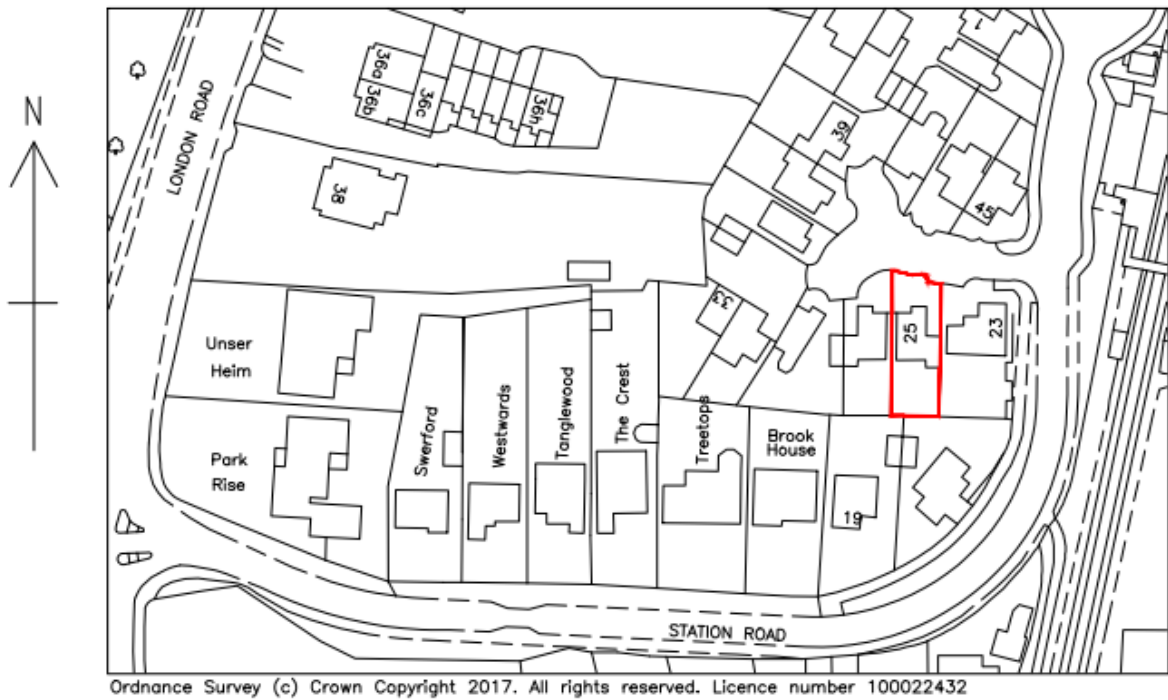 N
LONDON ROAD
36a
36b
36c
36h
1
39
38
45
33
25
23
Unser
Heim
Park
Rise
Swerford
Westwards
Tanglewood
The Crest
Treetops
Brook
House
19
STATION ROAD
Ordnance Survey (c) Crown Copyright 2017. All rights reserved. Licence number 100022432